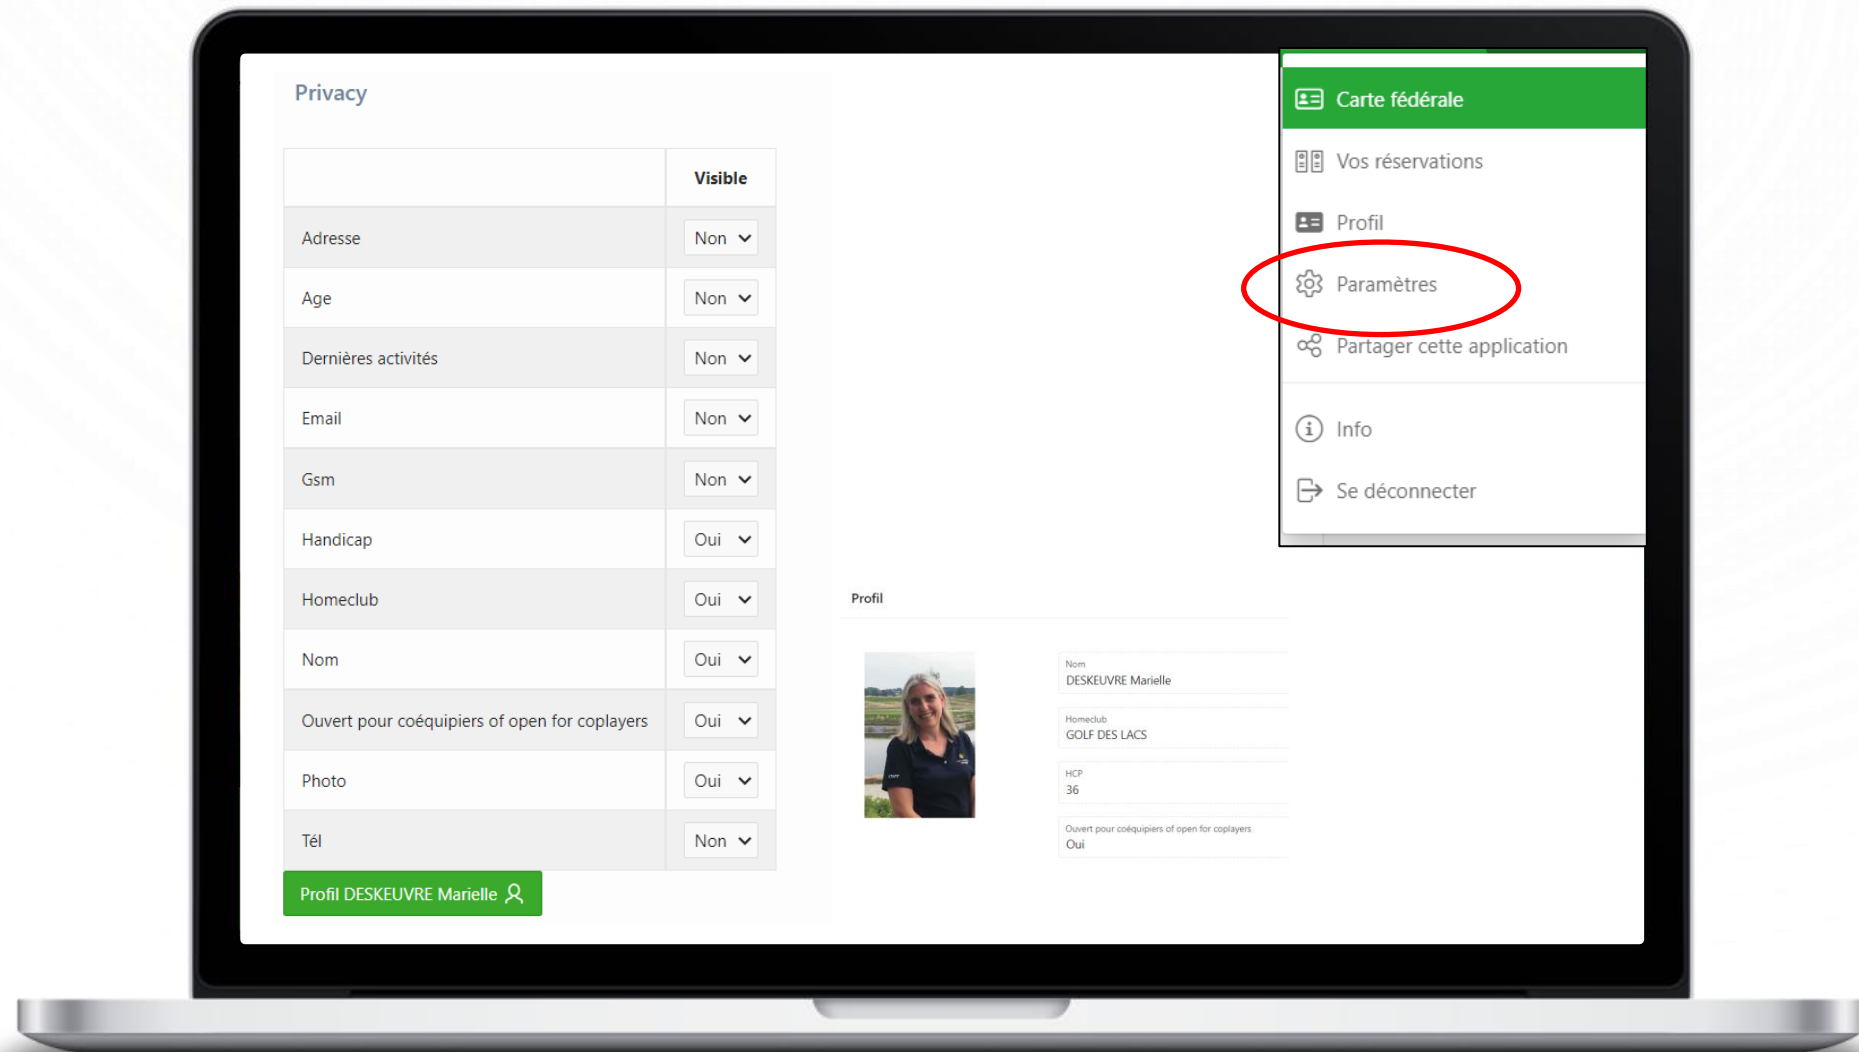 Privacy
Visible
Adresse Non
Age Non
Dernières activités Non
Email Non
Gsm Non
Handicap Oui
Homeclub Oui
Nom Oui
Ouvert pour coéquipiers of open for coplayers Oui
Photo Oui
Tél Non
Profil DESKEUVRE Marielle
Carte fédérale
Vos réservations
Profil
Paramètres
Partager cette application
Info
Se déconnecter
Profil
Nom
DESKEUVRE Marielle
Homeclub
GOLF DES LACS
HCP
36
Ouvert pour coéquipiers of open for coplayers
Oui